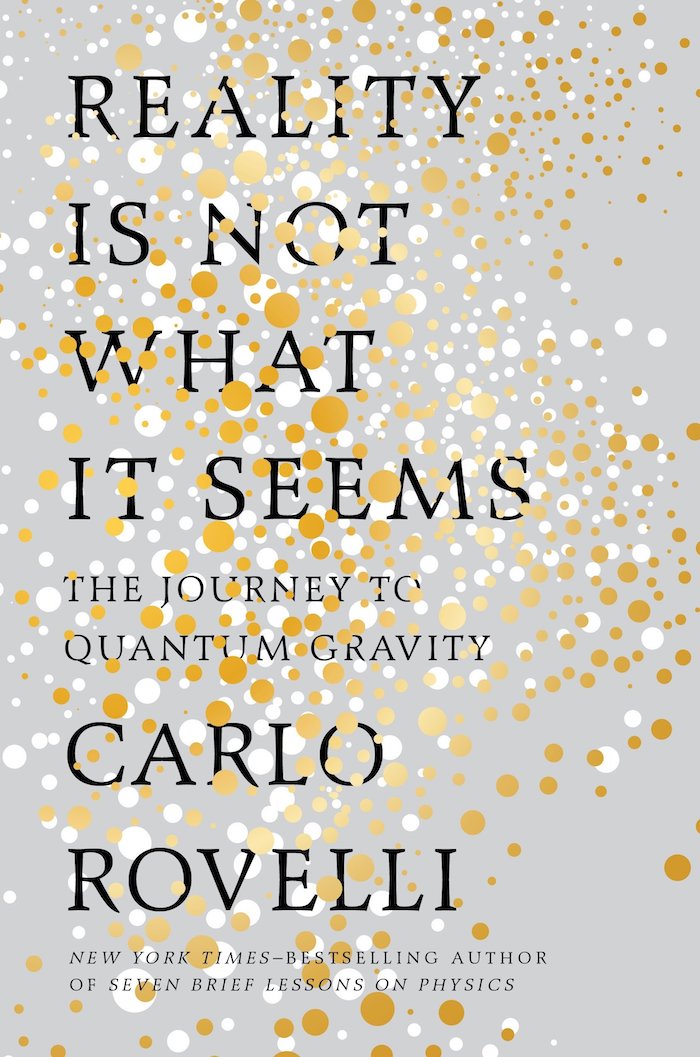 REALITY
IS NOT
WHAT
IT SEEMS
THE JOURNEY TO
QUANTUM GRAVITY
CARLO
ROVELLI
NEW YORK TIMES–BESTSELLING AUTHOR
OF SEVEN BRIEF LESSONS ON PHYSICS